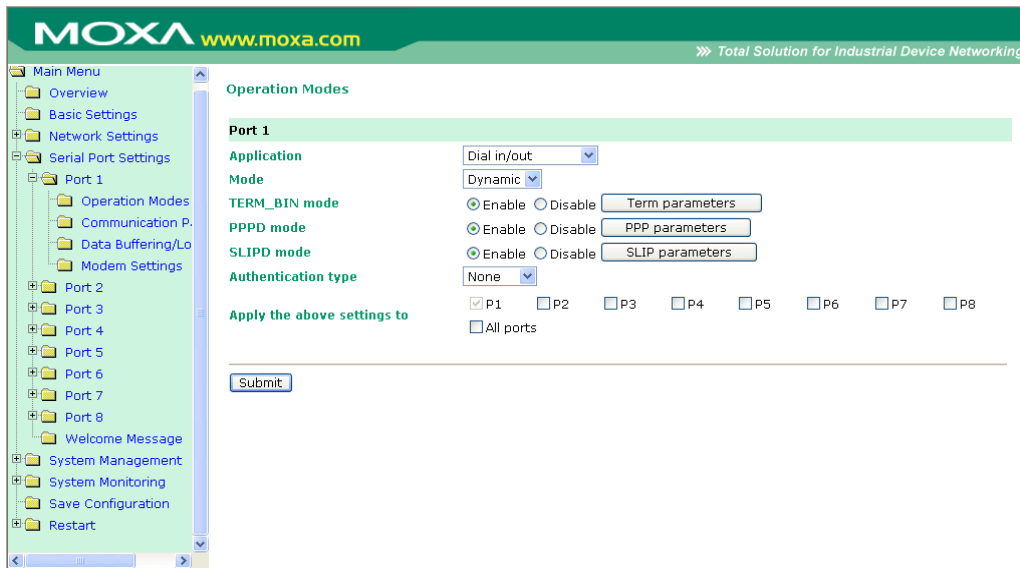 MOXA www.moxa.com
Total Solution for Industrial Device Networking
Main Menu
Overview
Basic Settings
Network Settings
Serial Port Settings
Port 1
Operation Modes
Communication P
Data Buffering/Lo
Modem Settings
Port 2
Port 3
Port 4
Port 5
Port 6
Port 7
Port 8
Welcome Message
System Management
System Monitoring
Save Configuration
Restart
Operation Modes
Port 1
Application Dial in/out
Mode Dynamic
TERM_BIN mode Enable Disable Term parameters
PPPD mode Enable Disable PPP parameters
SLIPD mode Enable Disable SLIP parameters
Authentication type None
Apply the above settings to P1 P2 P3 P4 P5 P6 P7 P8
All ports
Submit